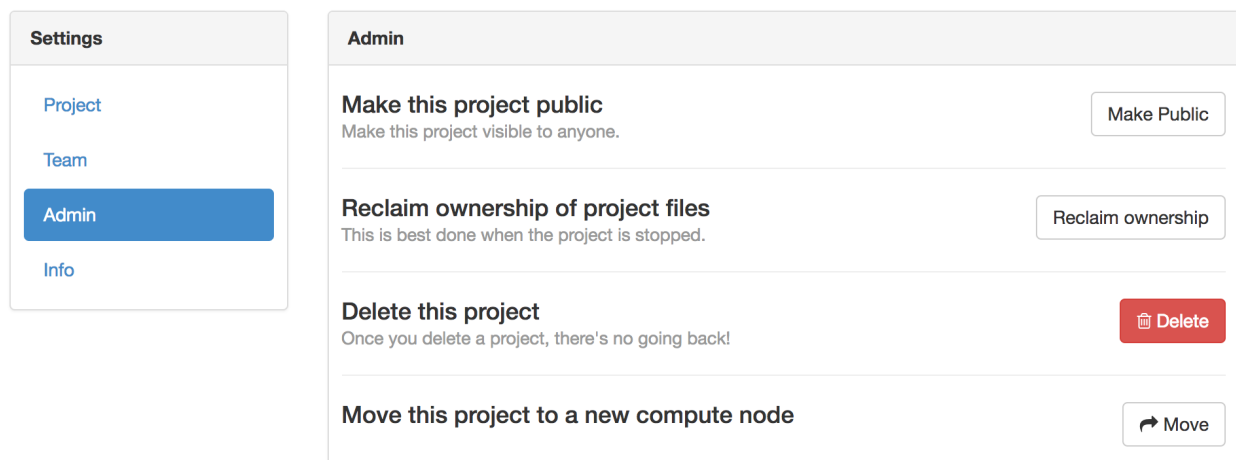 Settings
Project
Team
Admin
Info
Admin
Make this project public
Make this project visible to anyone.
Make Public
Reclaim ownership of project files
This is best done when the project is stopped.
Reclaim ownership
Delete this project
Once you delete a project, there's no going back!
Delete
Move this project to a new compute node
Move